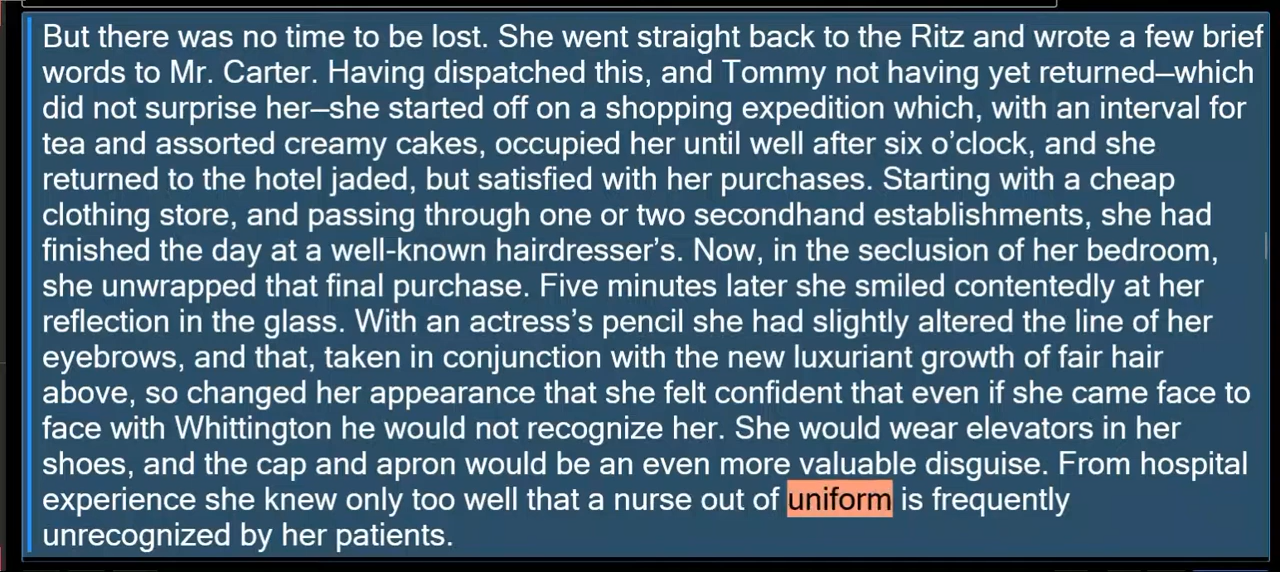 But there was no time to be lost. She went straight back to the Ritz and wrote a few brief
words to Mr. Carter. Having dispatched this, and Tommy not having yet returned—which
did not surprise her—she started off on a shopping expedition which, with an interval for
tea and assorted creamy cakes, occupied her until well after six o’clock, and she
returned to the hotel jaded, but satisfied with her purchases. Starting with a cheap
clothing store, and passing through one or two secondhand establishments, she had
finished the day at a well-known hairdresser’s. Now, in the seclusion of her bedroom,
she unwrapped that final purchase. Five minutes later she smiled contentedly at her
reflection in the glass. With an actress’s pencil she had slightly altered the line of her
eyebrows, and that, taken in conjunction with the new luxuriant growth of fair hair
above, so changed her appearance that she felt confident that even if she came face to
face with Whittington he would not recognize her. She would wear elevators in her
shoes, and the cap and apron would be an even more valuable disguise. From hospital
experience she knew only too well that a nurse out of uniform is frequently
unrecognized by her patients.